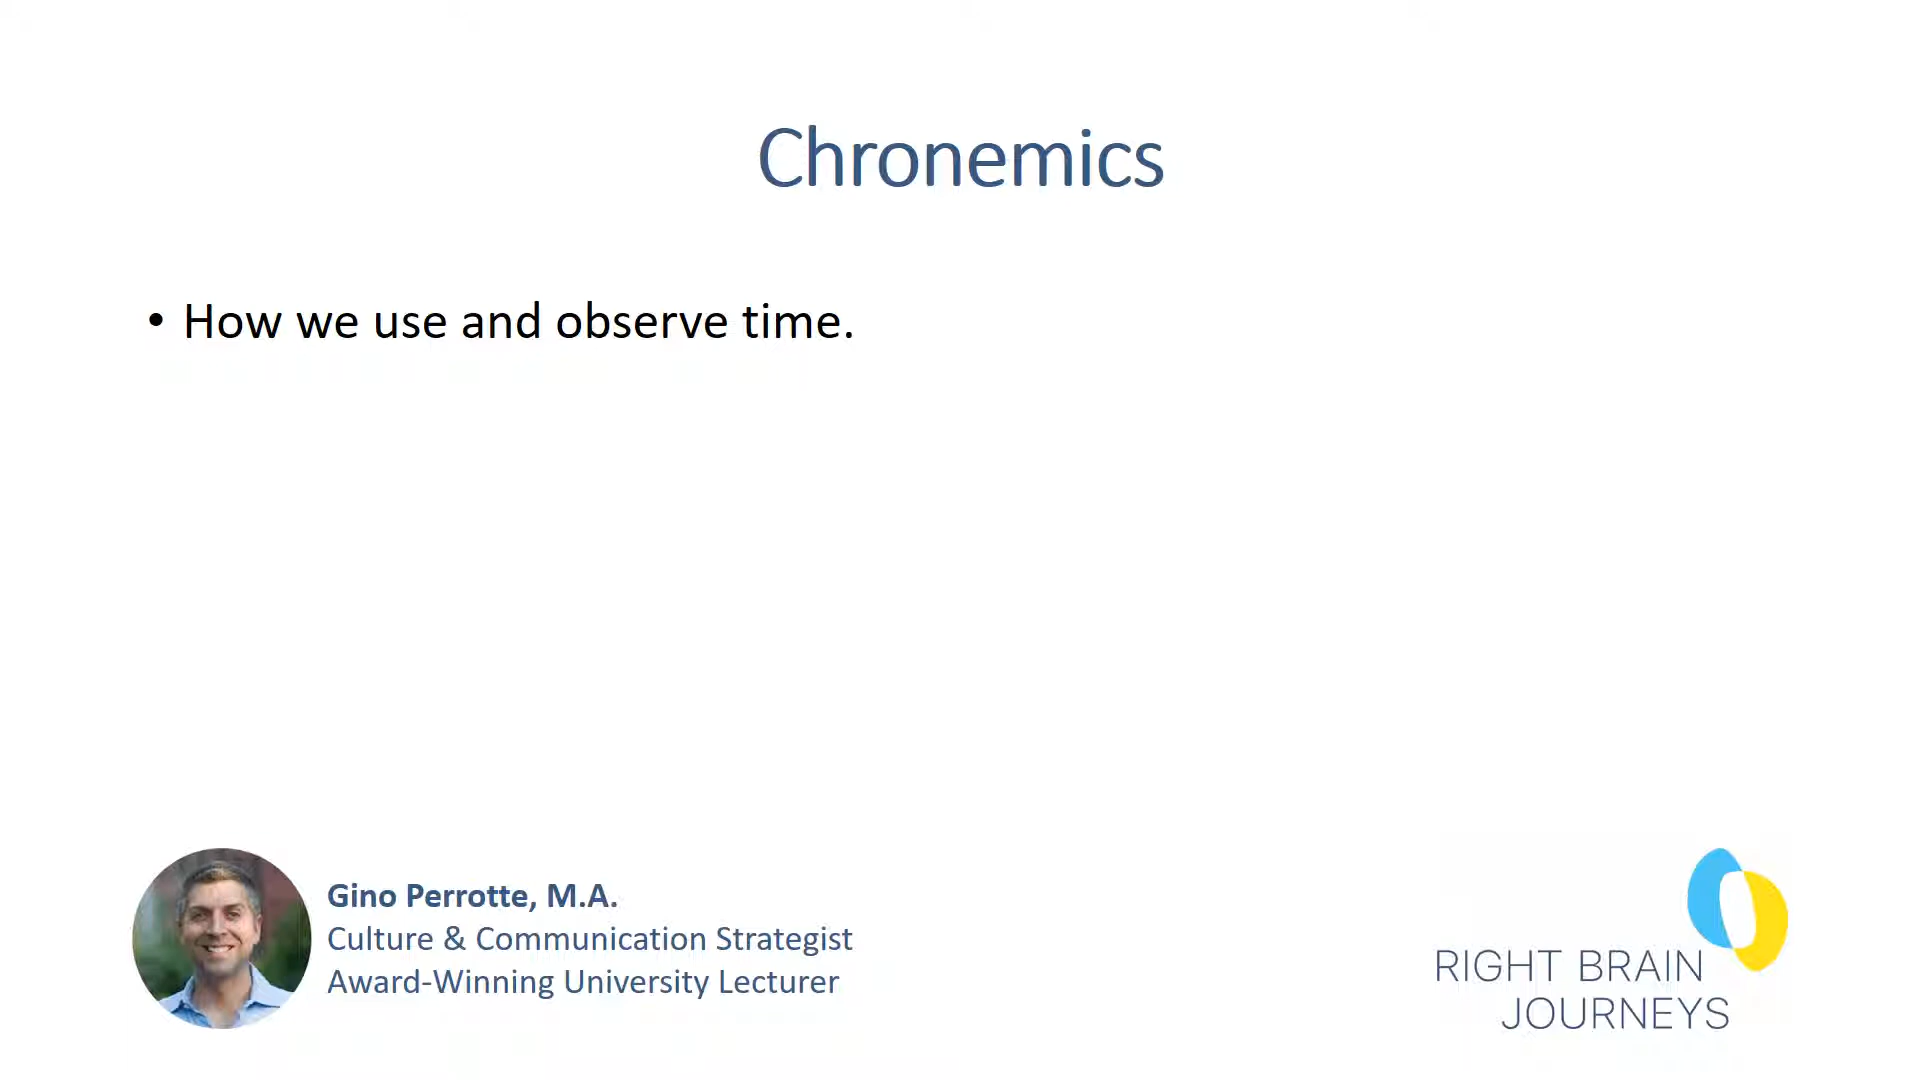 Chronemics
• How we use and observe time.
Gino Perrotte, M.A.
Culture & Communication Strategist
Award-Winning University Lecturer
RIGHT BRAIN
JOURNEYS